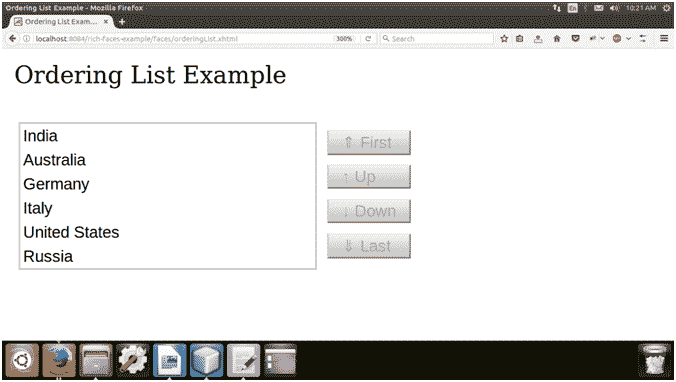 Ordering List Example - Mozilla Firefox
En
10:21 AM
Ordering List Exam...
localhost:8084/rich-faces-example/faces/orderingList.xhtml
300%
Search
Ordering List Example
India
Australia
Germany
Italy
United States
Russia
⇑ First
↑ Up
↓ Down
⇓ Last